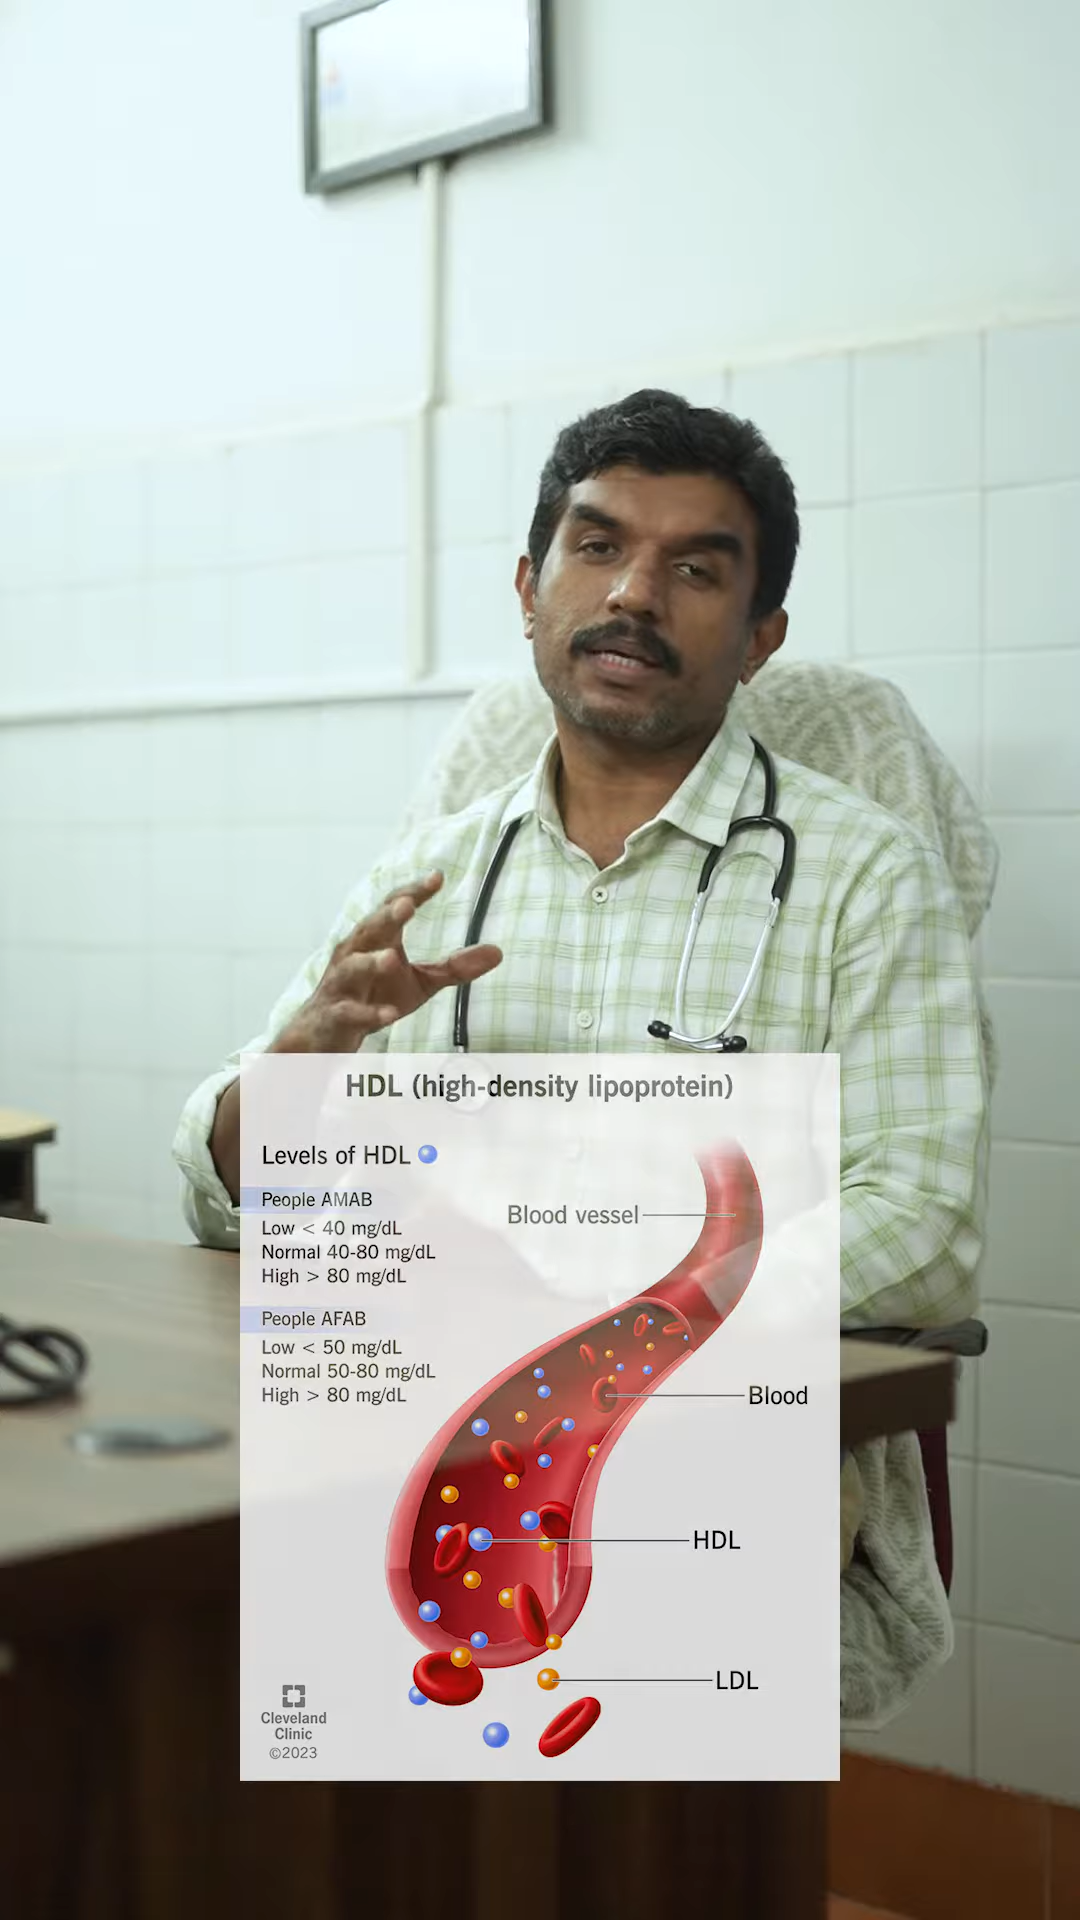 HDL (high-density lipoprotein)
Levels of HDL
People AMAB
Low < 40 mg/dL
Normal 40-80 mg/dL
High > 80 mg/dL
People AFAB
Low < 50 mg/dL
Normal 50-80 mg/dL
High > 80 mg/dL
Blood vessel
Blood
HDL
LDL
Cleveland
Clinic
©2023